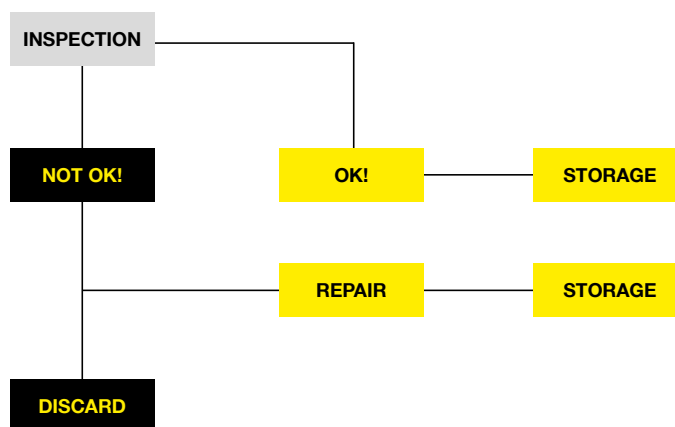 INSPECTION
NOT OK!
OK!
STORAGE
REPAIR
STORAGE
DISCARD